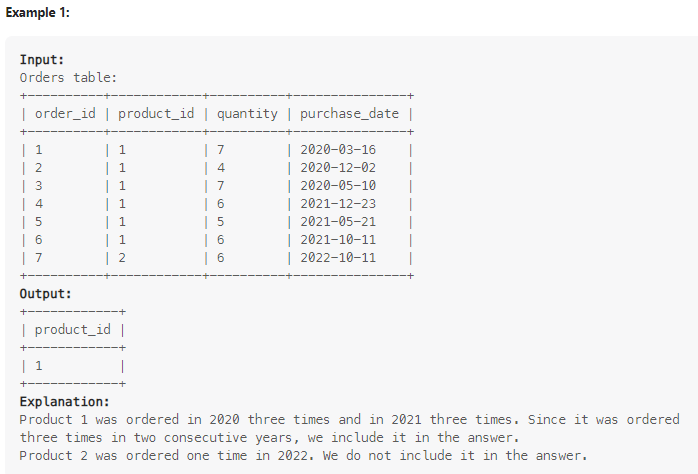 Example 1:
Input:
Orders table:
+----------+------------+----------+---------------+
| order_id | product_id | quantity | purchase_date |
+----------+------------+----------+---------------+
| 1        | 1          | 7        | 2020-03-16    |
| 2        | 1          | 4        | 2020-12-02    |
| 3        | 1          | 7        | 2020-05-10    |
| 4        | 1          | 6        | 2021-12-23    |
| 5        | 1          | 5        | 2021-05-21    |
| 6        | 1          | 6        | 2021-10-11    |
| 7        | 2          | 6        | 2022-10-11    |
+----------+------------+----------+---------------+
Output:
+------------+
| product_id |
+------------+
| 1          |
+------------+
Explanation:
Product 1 was ordered in 2020 three times and in 2021 three times. Since it was ordered
three times in two consecutive years, we include it in the answer.
Product 2 was ordered one time in 2022. We do not include it in the answer.